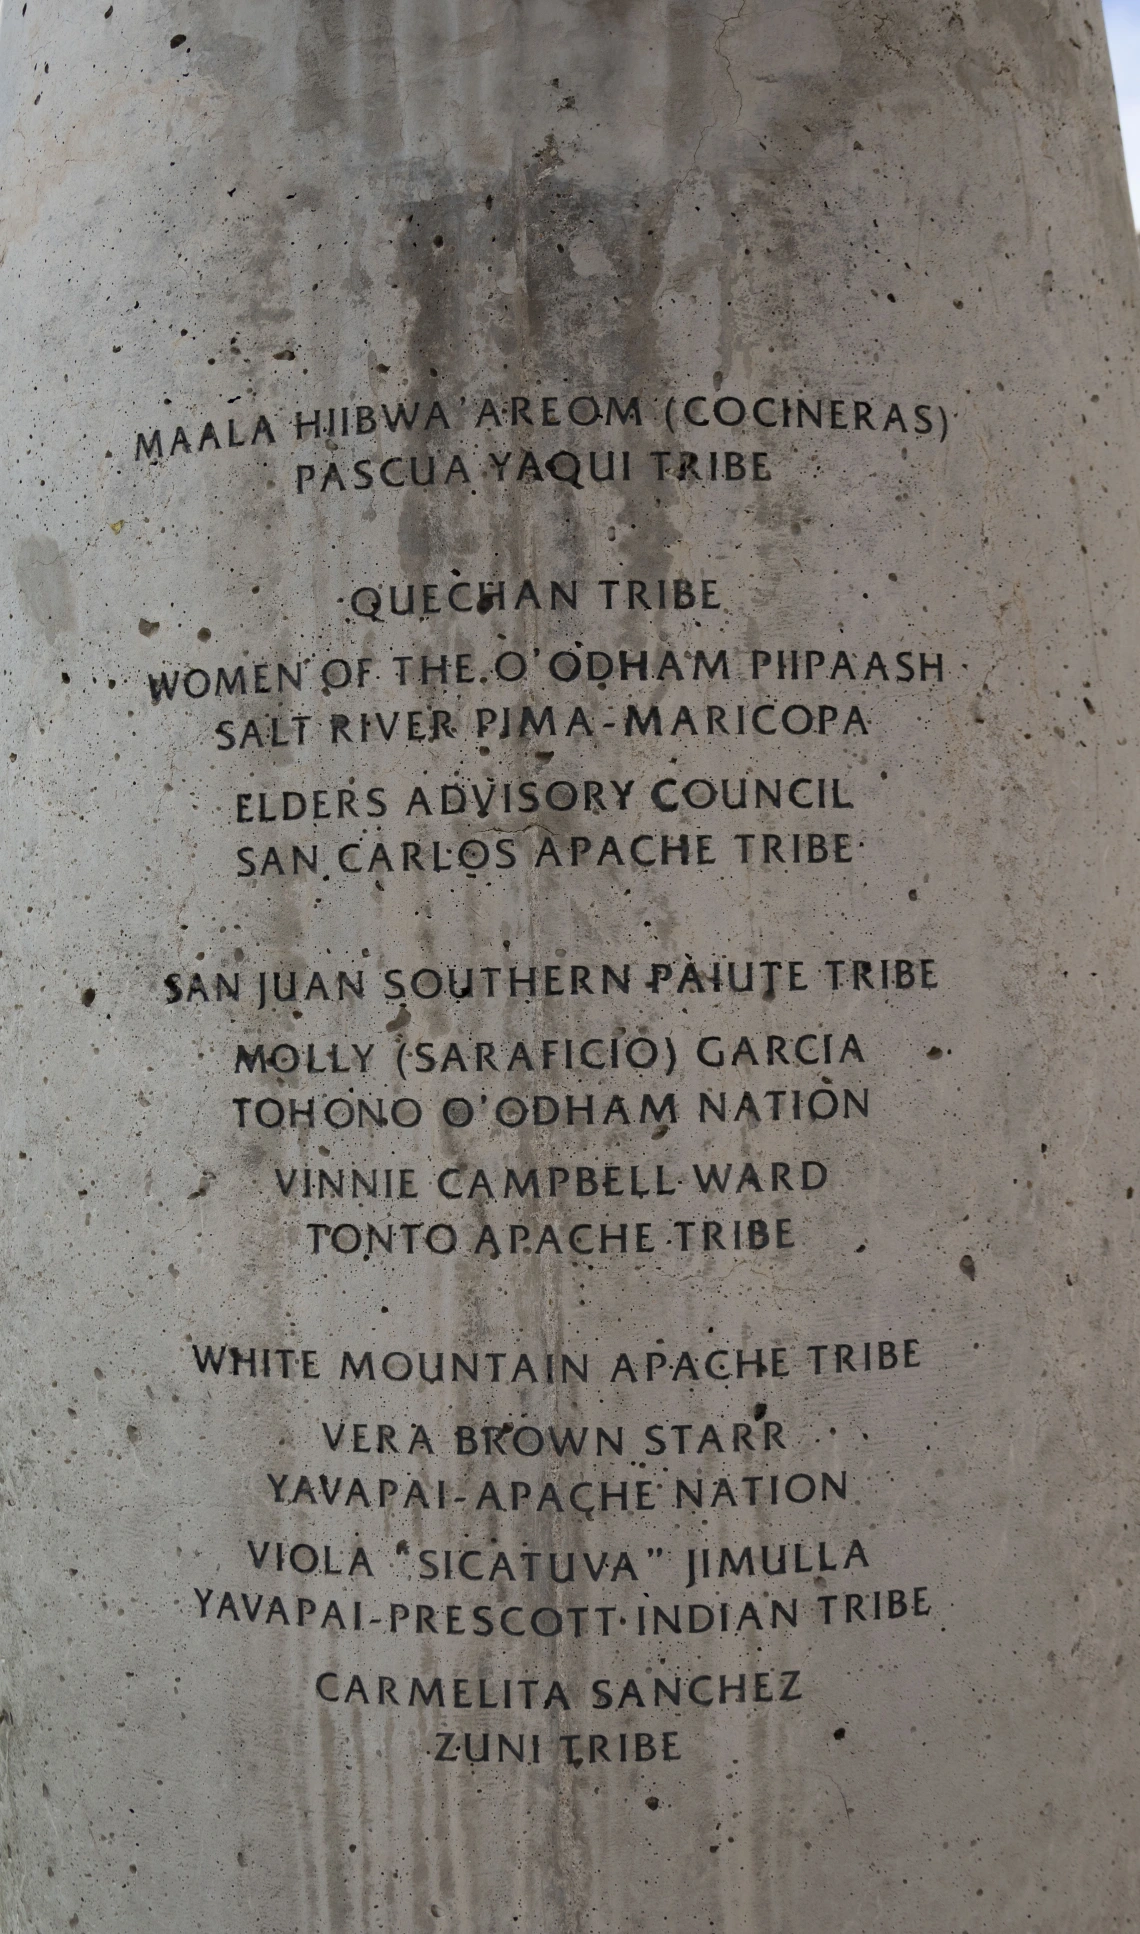 MAALA HIIBWA'AREOM (COCINERAS)
PASCUA YAQUI TRIBE
QUECHAN TRIBE
WOMEN OF THE O'ODHAM PIIPAASH
SALT RIVER PIMA-MARICOPA
ELDERS ADVISORY COUNCIL
SAN CARLOS APACHE TRIBE
SAN JUAN SOUTHERN PAIUTE TRIBE
MOLLY (SARAFICIO) GARCIA
TOHONO O'ODHAM NATION
VINNIE CAMPBELL WARD
TONTO APACHE TRIBE
WHITE MOUNTAIN APACHE TRIBE
VERA BROWN STARR
YAVAPAI-APACHE NATION
VIOLA "SICATUVA" JIMULLA
YAVAPAI-PRESCOTT INDIAN TRIBE
CARMELITA SANCHEZ
ZUNI TRIBE